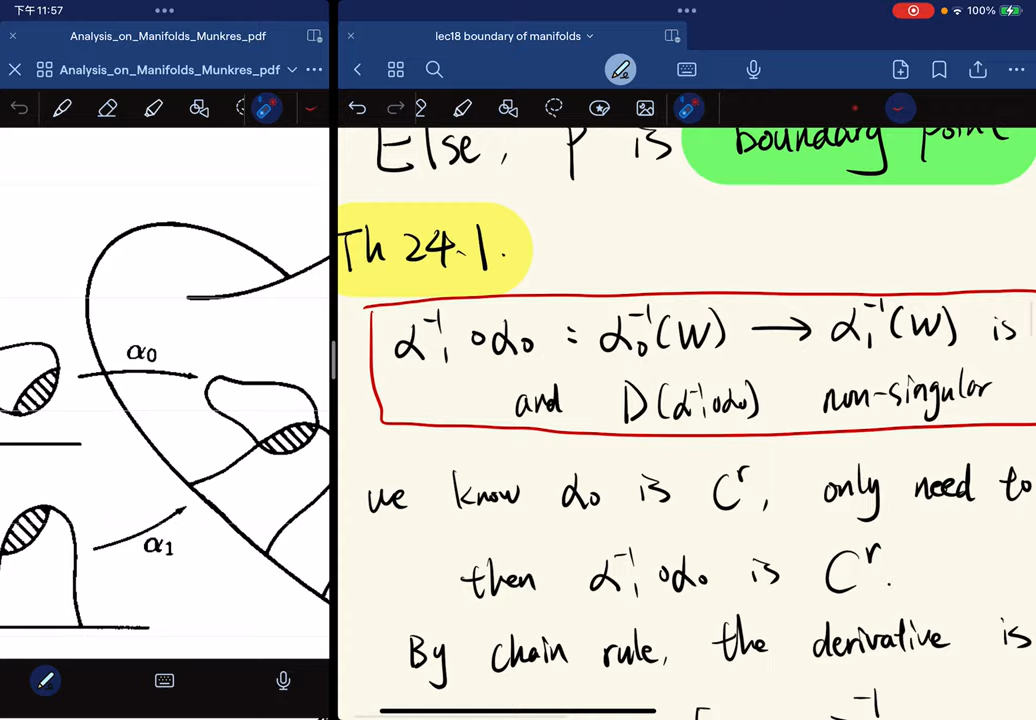 下午11:57
100%
Analysis_on_Manifolds_Munkres_pdf
lec18 boundary of manifolds
Analysis_on_Manifolds_Munkres_pdf
Else, P is boundary point
Th 24.1.
α₁⁻¹∘α₀ : α₀⁻¹(W) → α₁⁻¹(W) is
and D(α₁⁻¹∘α₀) non-singular
we know α₀ is Cʳ, only need to
then α₁⁻¹∘α₀ is Cʳ.
By chain rule, the derivative is
α₀
α₁